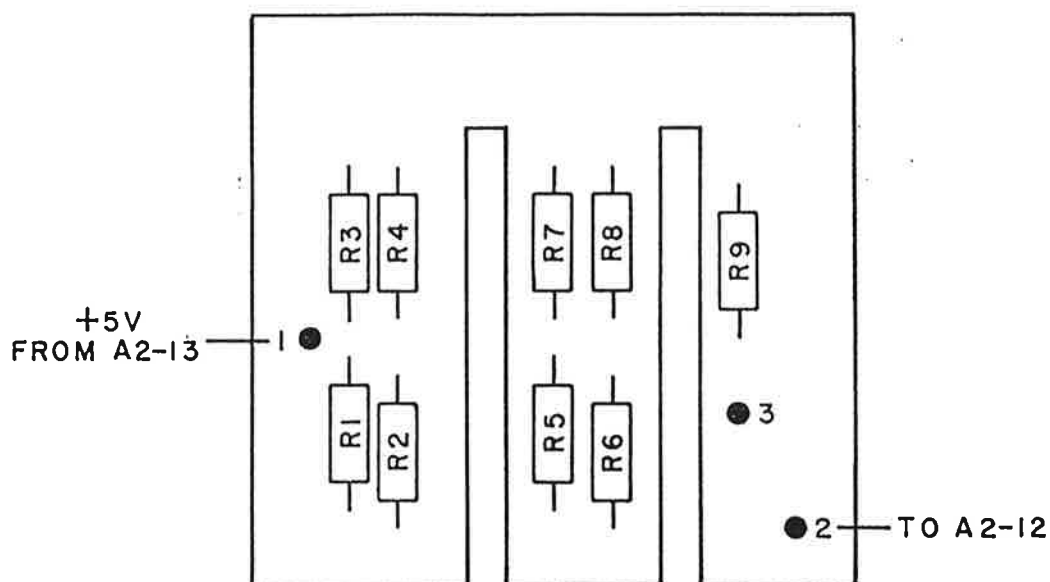 R3
R4
R7
R8
R9
+5V
FROM A2-13
1
R1
R2
R5
R6
3
2
TO A2-12